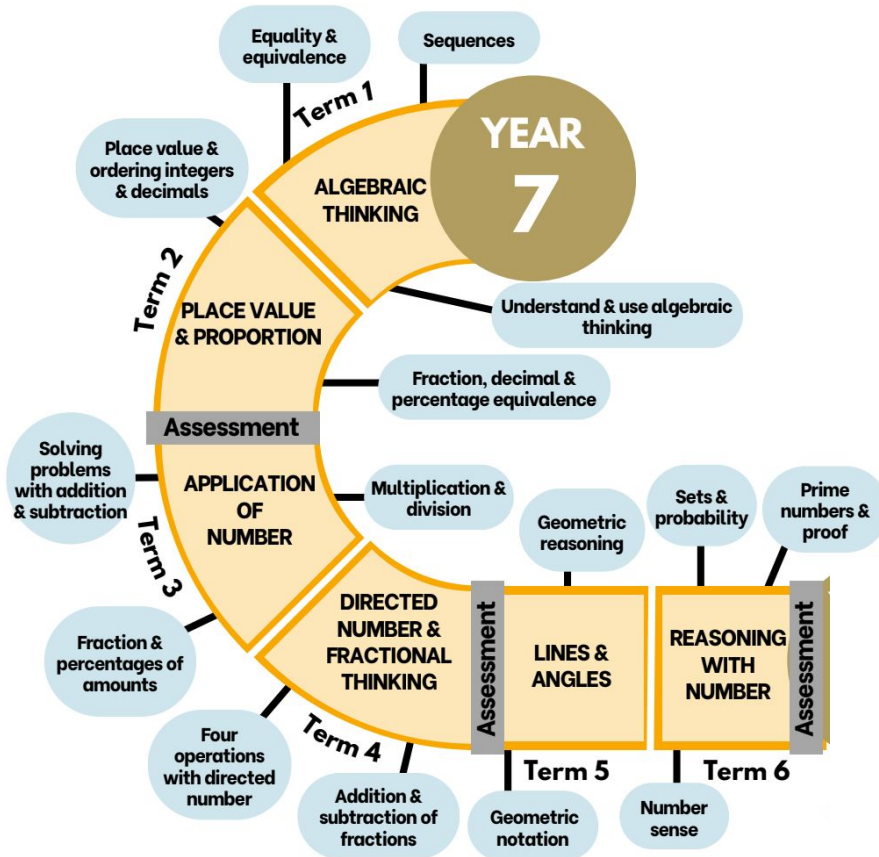 YEAR
7
Term 1
ALGEBRAIC
THINKING
Sequences
Equality &
equivalence
Understand & use algebraic
thinking
Term 2
PLACE VALUE
& PROPORTION
Place value &
ordering integers
& decimals
Fraction, decimal &
percentage equivalence
Assessment
Term 3
APPLICATION
OF
NUMBER
Solving
problems
with addition
& subtraction
Multiplication &
division
Fraction &
percentages of
amounts
Term 4
DIRECTED
NUMBER &
FRACTIONAL
THINKING
Four
operations
with directed
number
Addition &
subtraction of
fractions
Assessment
Term 5
LINES &
ANGLES
Geometric
reasoning
Geometric
notation
Term 6
REASONING
WITH
NUMBER
Sets &
probability
Prime
numbers &
proof
Number
sense
Assessment